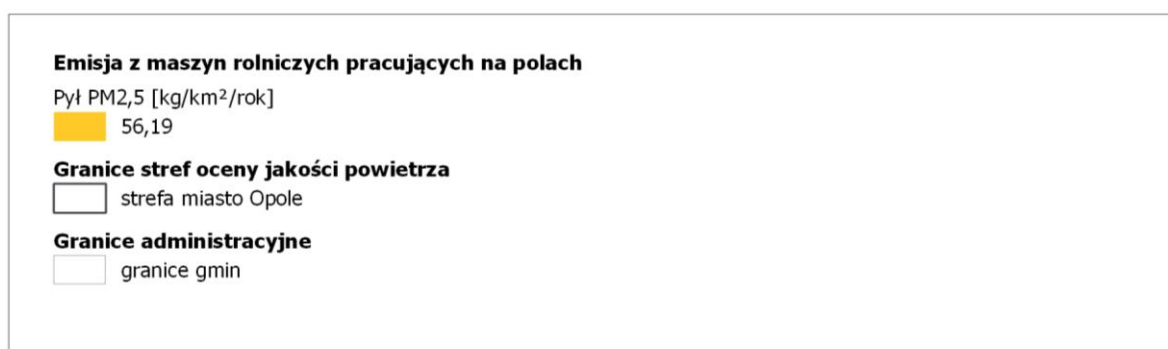 Emisja z maszyn rolniczych pracujących na polach
Pył PM2,5 [kg/km²/rok]
56,19
Granice stref oceny jakości powietrza
strefa miasto Opole
Granice administracyjne
granice gmin